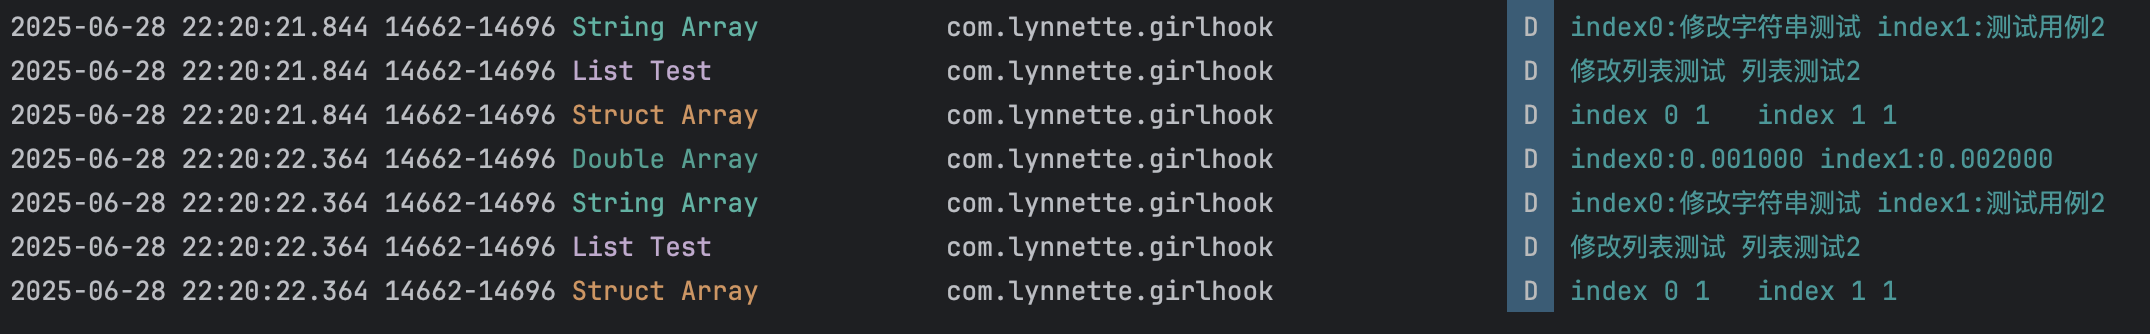 2025-06-28 22:20:21.844 14662-14696 String Array com.lynnette.girlhook D index0:修改字符串测试 index1:测试用例2
2025-06-28 22:20:21.844 14662-14696 List Test com.lynnette.girlhook D 修改列表测试 列表测试2
2025-06-28 22:20:21.844 14662-14696 Struct Array com.lynnette.girlhook D index 0 1   index 1 1
2025-06-28 22:20:22.364 14662-14696 Double Array com.lynnette.girlhook D index0:0.001000 index1:0.002000
2025-06-28 22:20:22.364 14662-14696 String Array com.lynnette.girlhook D index0:修改字符串测试 index1:测试用例2
2025-06-28 22:20:22.364 14662-14696 List Test com.lynnette.girlhook D 修改列表测试 列表测试2
2025-06-28 22:20:22.364 14662-14696 Struct Array com.lynnette.girlhook D index 0 1   index 1 1